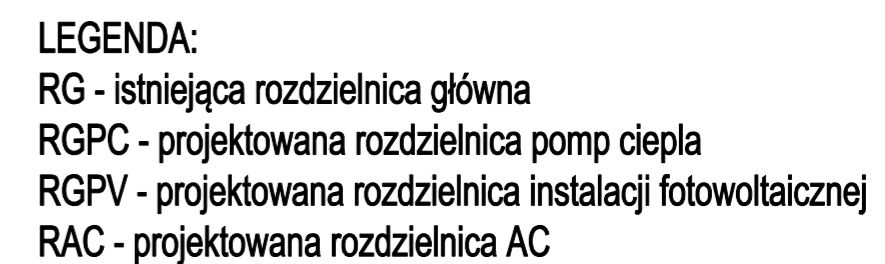 LEGENDA:
RG - istniejąca rozdzielnica główna
RGPC - projektowana rozdzielnica pomp ciepla
RGPV - projektowana rozdzielnica instalacji fotowoltaicznej
RAC - projektowana rozdzielnica AC